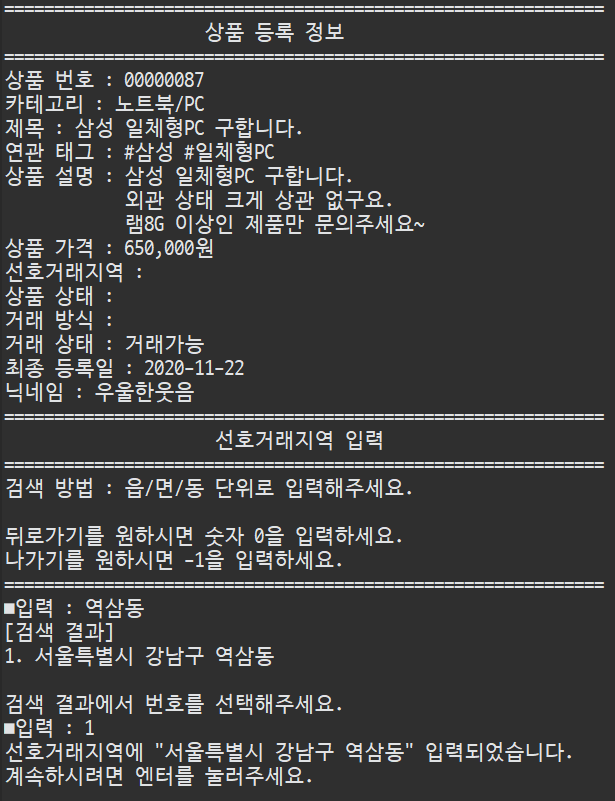 ============================================================
상품 등록 정보
============================================================
상품 번호 : 00000087
카테고리 : 노트북/PC
제목 : 삼성 일체형PC 구합니다.
연관 태그 : #삼성 #일체형PC
상품 설명 : 삼성 일체형PC 구합니다.
외관 상태 크게 상관 없구요.
램8G 이상인 제품만 문의주세요~
상품 가격 : 650,000원
선호거래지역 :
상품 상태 :
거래 방식 :
거래 상태 : 거래가능
최종 등록일 : 2020-11-22
닉네임 : 우울한웃음
============================================================
선호거래지역 입력
============================================================
검색 방법 : 읍/면/동 단위로 입력해주세요.
뒤로가기를 원하시면 숫자 0을 입력하세요.
나가기를 원하시면 -1을 입력하세요.
============================================================
■입력 : 역삼동
[검색 결과]
1. 서울특별시 강남구 역삼동
검색 결과에서 번호를 선택해주세요.
■입력 : 1
선호거래지역에 "서울특별시 강남구 역삼동" 입력되었습니다.
계속하시려면 엔터를 눌러주세요.